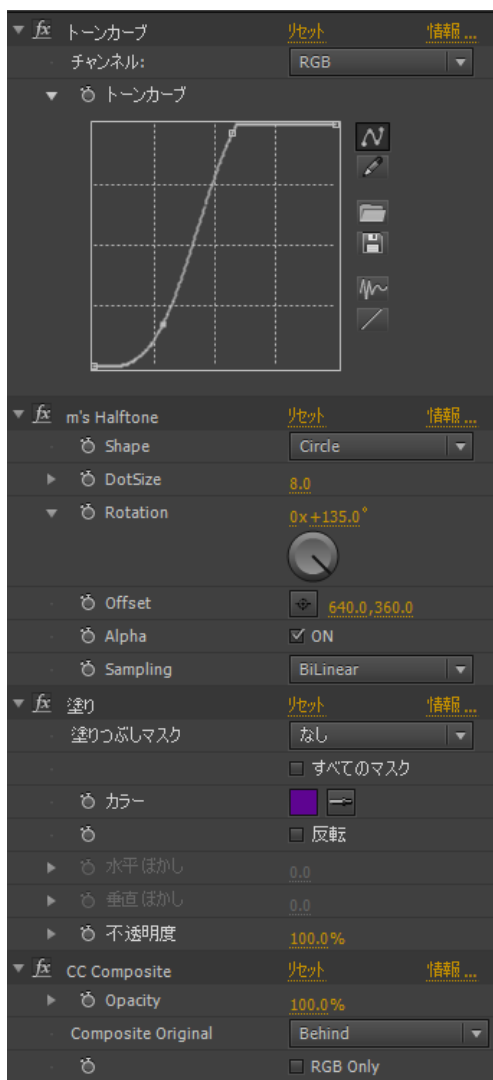 fx トーンカーブ リセット 情報 ...
チャンネル: RGB
トーンカーブ
fx m's Halftone リセット 情報 ...
Shape Circle
DotSize 8.0
Rotation 0x+135.0°
Offset 640.0,360.0
Alpha ON
Sampling BiLinear
fx 塗り リセット 情報 ...
塗りつぶしマスク なし
すべてのマスク
カラー
反転
水平ぼかし 0.0
垂直ぼかし 0.0
不透明度 100.0%
fx CC Composite リセット 情報 ...
Opacity 100.0%
Composite Original Behind
RGB Only